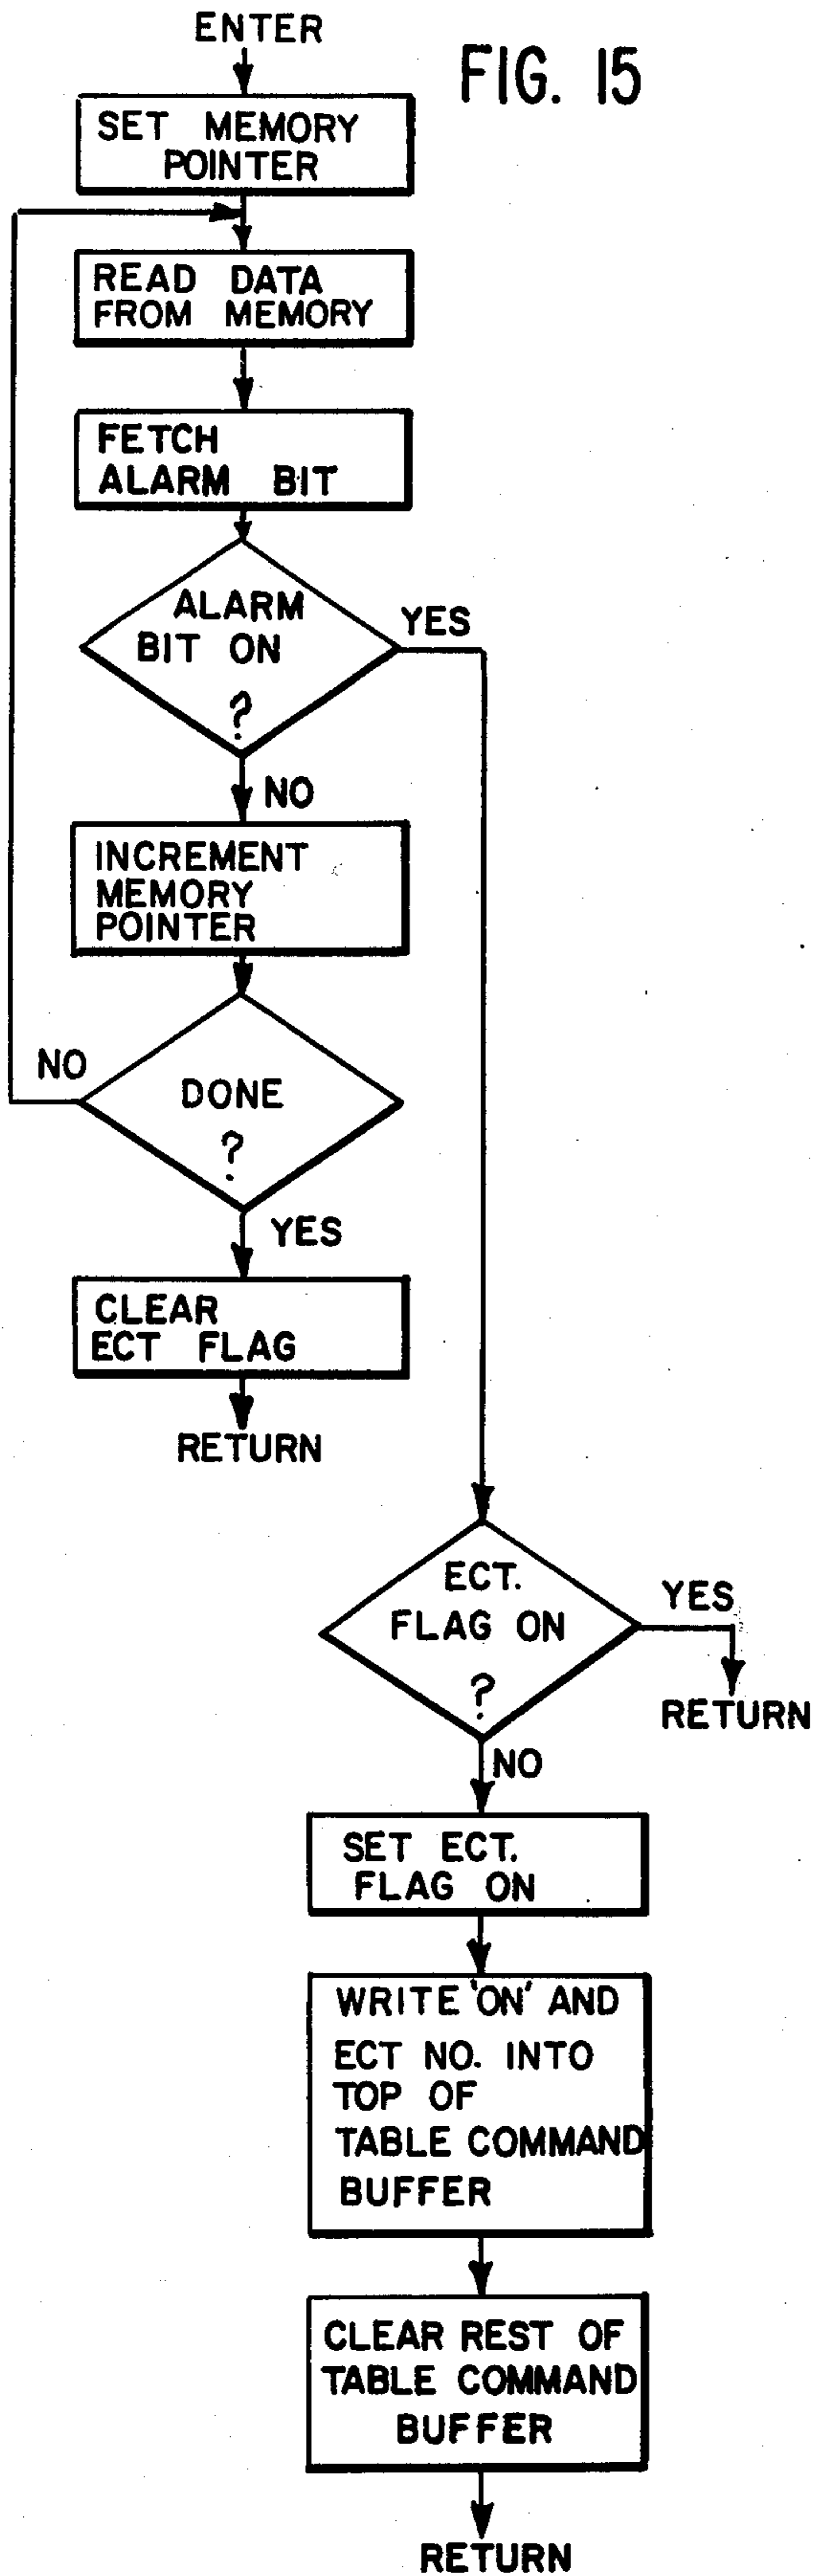 ENTER
FIG. 15
SET MEMORY
POINTER
READ DATA
FROM MEMORY
FETCH
ALARM BIT
ALARM
BIT ON
?
YES
NO
INCREMENT
MEMORY
POINTER
NO
DONE
?
YES
CLEAR
ECT FLAG
RETURN
ECT.
FLAG ON
?
YES
RETURN
NO
SET ECT.
FLAG ON
WRITE 'ON' AND
ECT NO. INTO
TOP OF
TABLE COMMAND
BUFFER
CLEAR REST OF
TABLE COMMAND
BUFFER
RETURN